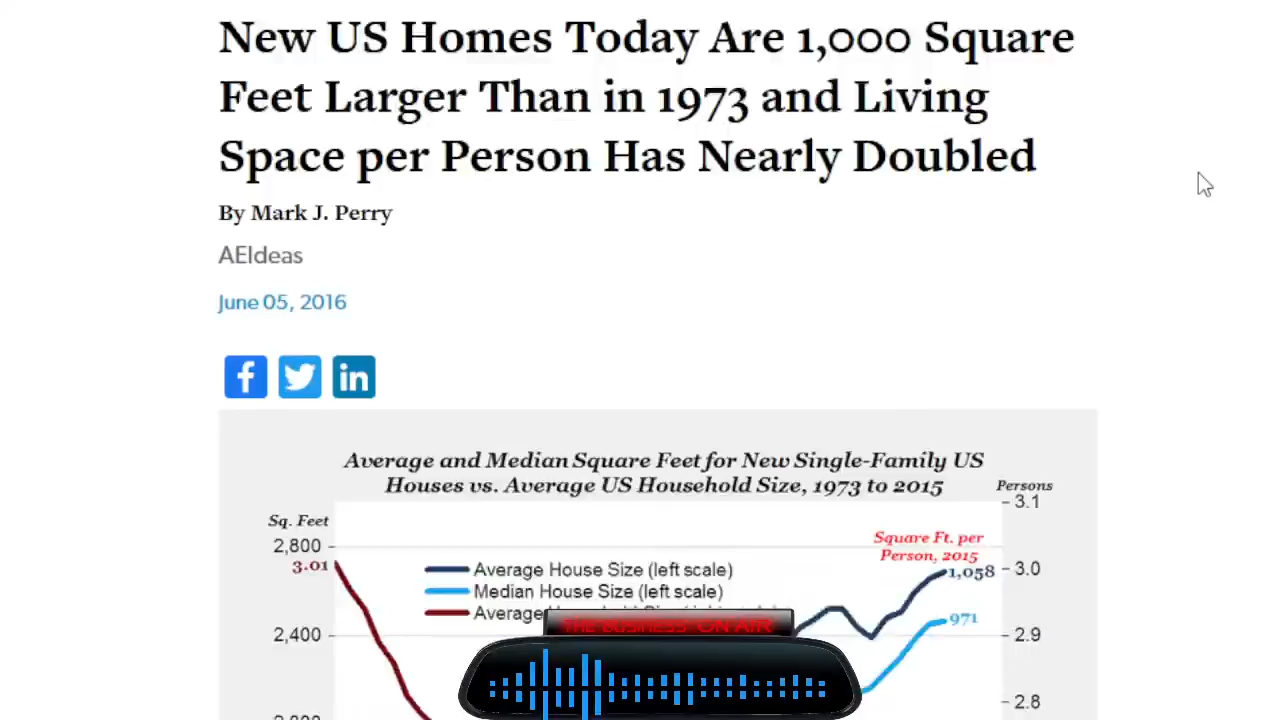 New US Homes Today Are 1,000 Square
Feet Larger Than in 1973 and Living
Space per Person Has Nearly Doubled
By Mark J. Perry
AEIdeas
June 05, 2016
Average and Median Square Feet for New Single-Family US
Houses vs. Average US Household Size, 1973 to 2015
Persons
3.1
Sq. Feet
Square Ft. per
Person, 2015
2,800
3.01
Average House Size (left scale)
1,058
3.0
Median House Size (left scale)
Average
971
THE BUSINESS ON AIR
2,400
2.9
2.8